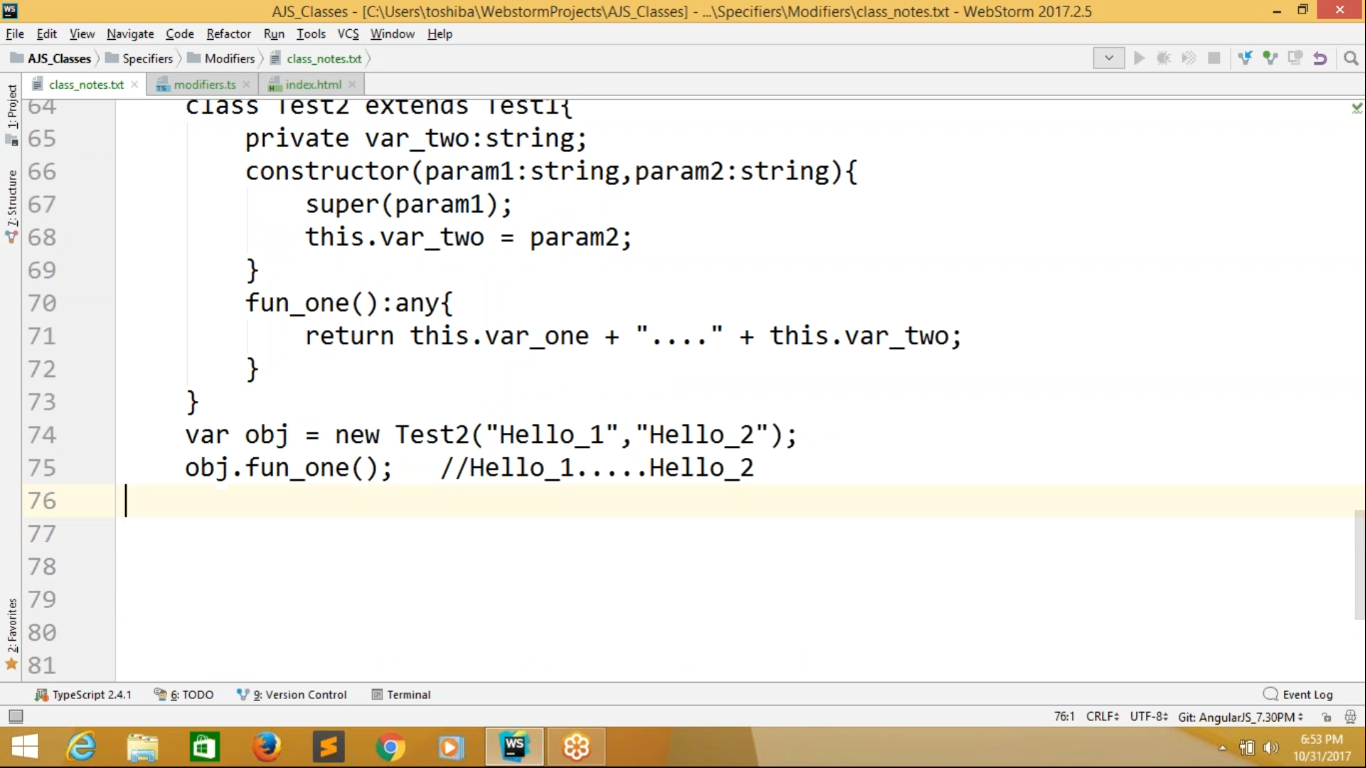 AJS_Classes - [C:\Users\toshiba\WebstormProjects\AJS_Classes] - ...\Specifiers\Modifiers\class_notes.txt - WebStorm 2017.2.5
File Edit View Navigate Code Refactor Run Tools VCS Window Help
AJS_Classes Specifiers Modifiers class_notes.txt
class_notes.txt modifiers.ts index.html
1: Project
7: Structure
2: Favorites
64 class Test2 extends Test1{
65 private var_two:string;
66 constructor(param1:string,param2:string){
67 super(param1);
68 this.var_two = param2;
69 }
70 fun_one():any{
71 return this.var_one + "...." + this.var_two;
72 }
73 }
74 var obj = new Test2("Hello_1","Hello_2");
75 obj.fun_one(); //Hello_1.....Hello_2
76
77
78
79
80
81
TypeScript 2.4.1 6: TODO 9: Version Control Terminal Event Log
76:1 CRLF UTF-8 Git: AngularJS_7.30PM
6:53 PM
10/31/2017